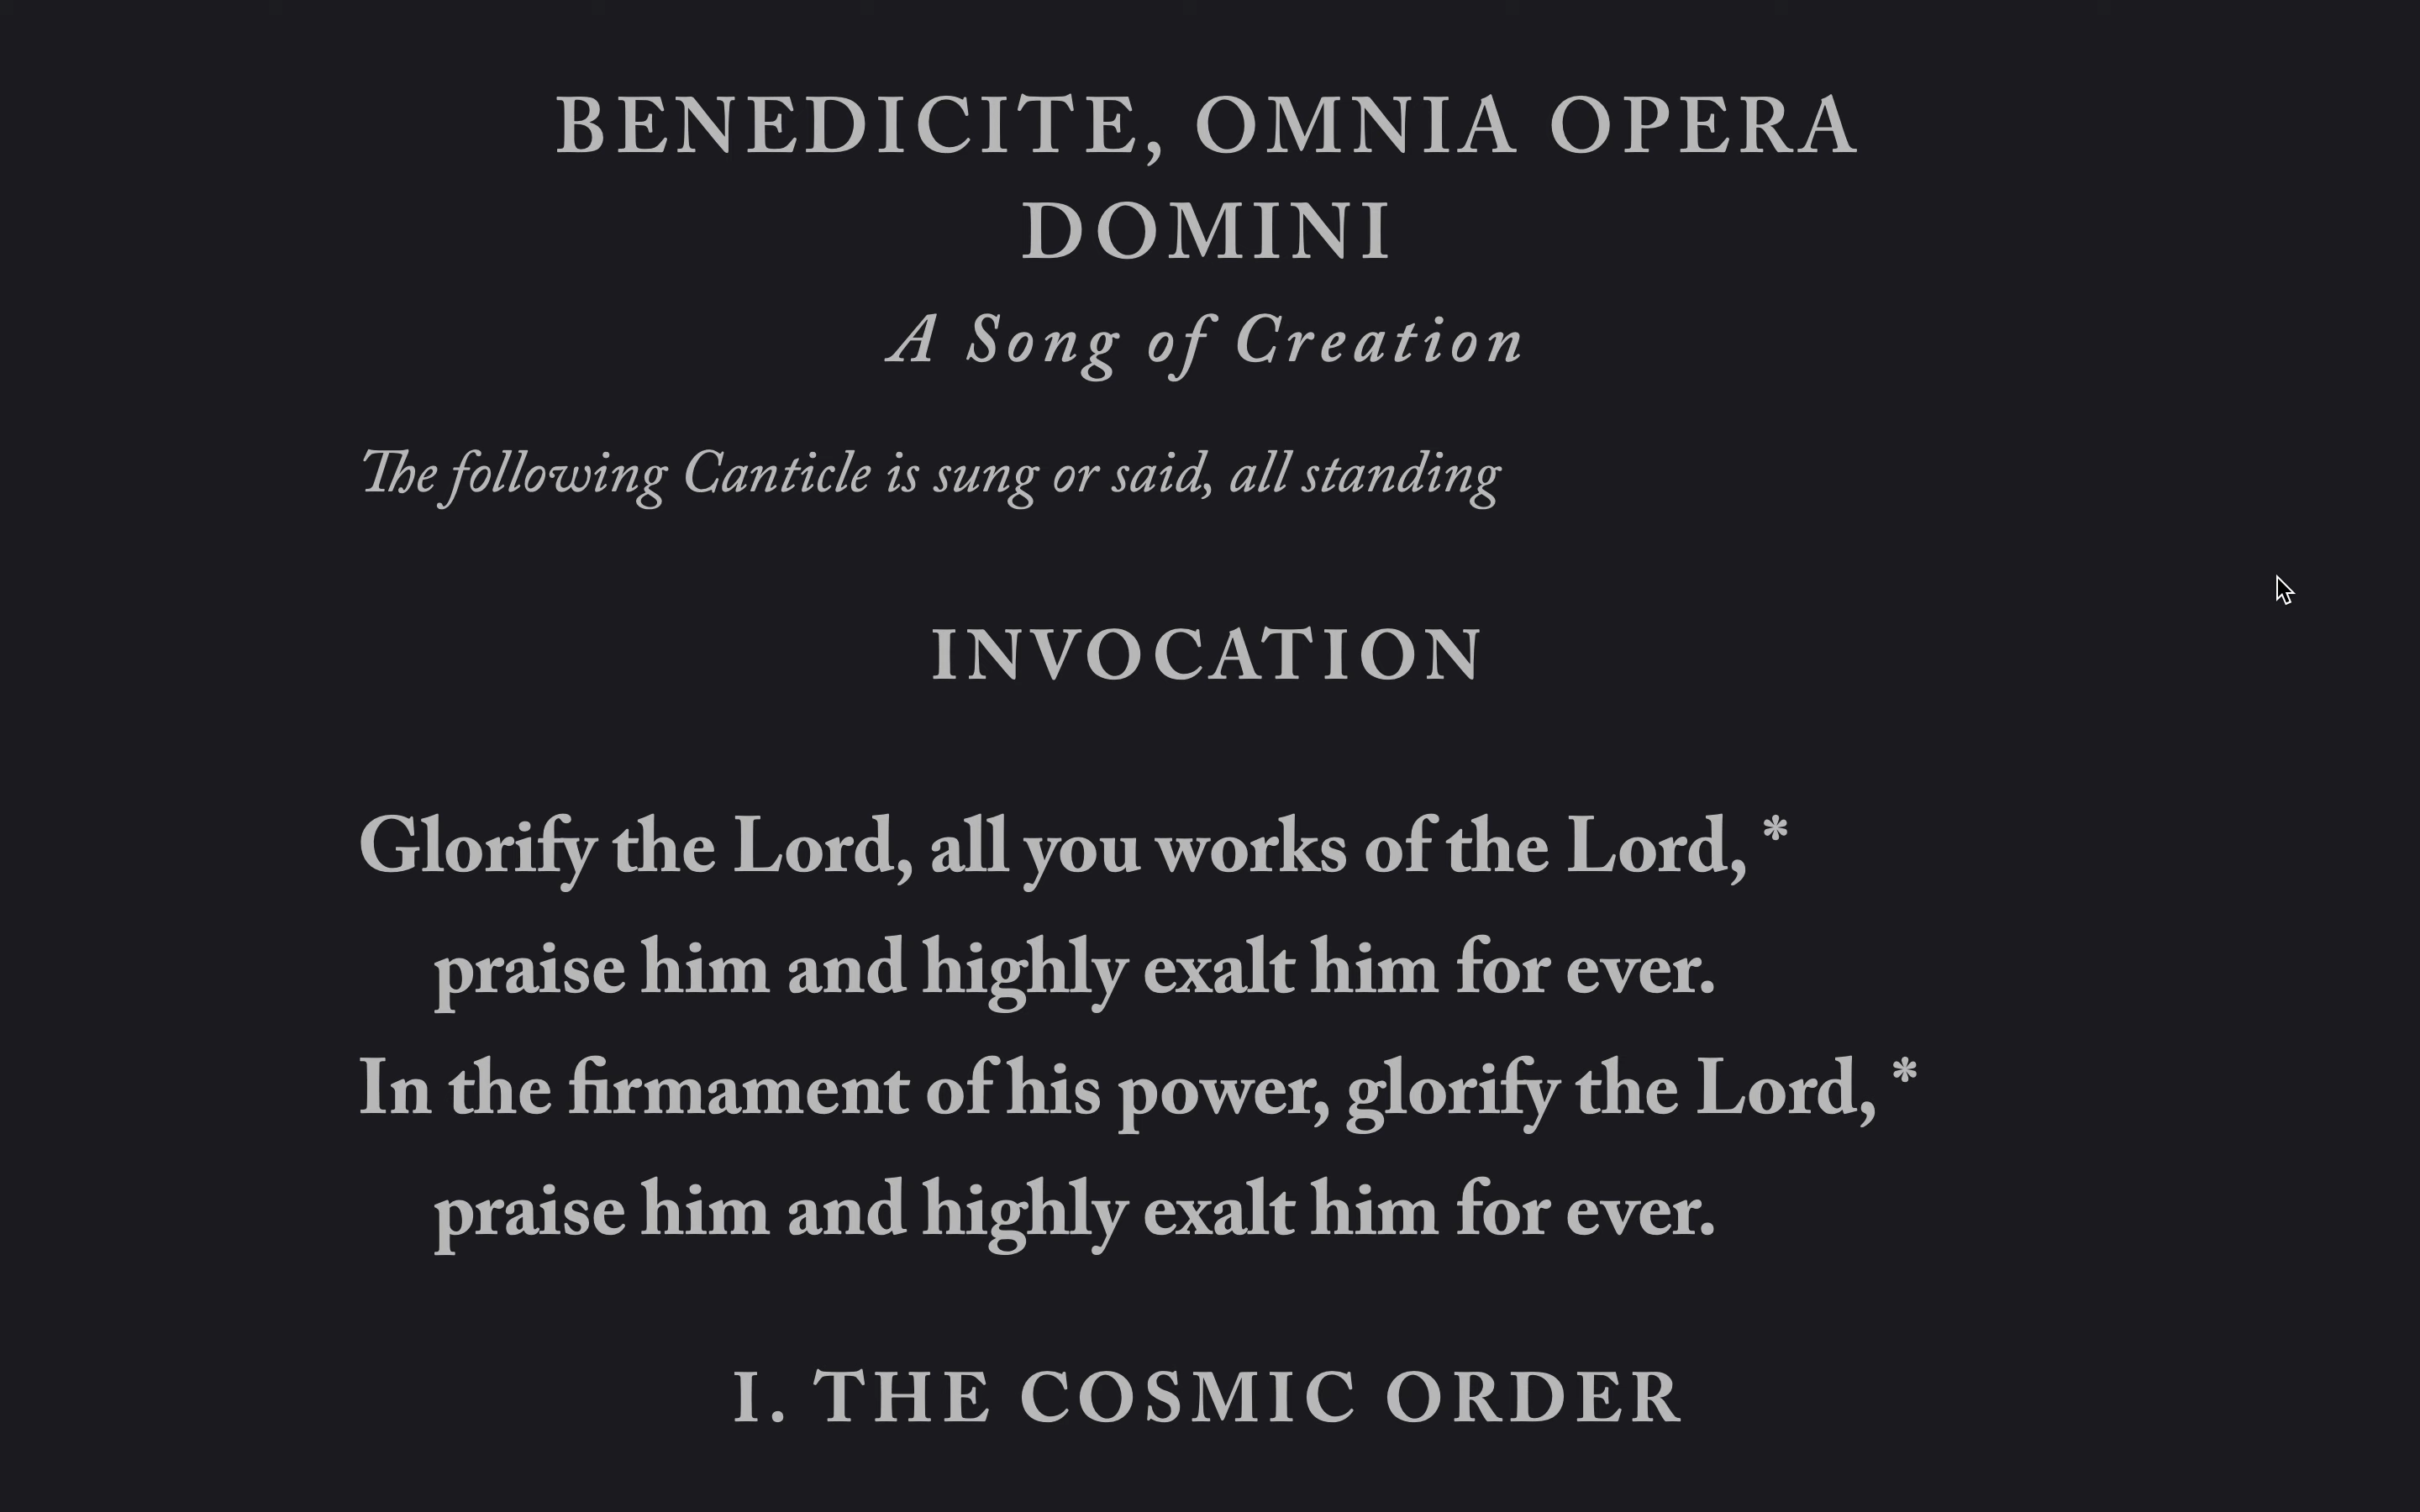 BENEDICITE, OMNIA OPERA
DOMINI
A Song of Creation
The following Canticle is sung or said, all standing
INVOCATION
Glorify the Lord, all you works of the Lord, *
praise him and highly exalt him for ever.
In the firmament of his power, glorify the Lord, *
praise him and highly exalt him for ever.
I. THE COSMIC ORDER